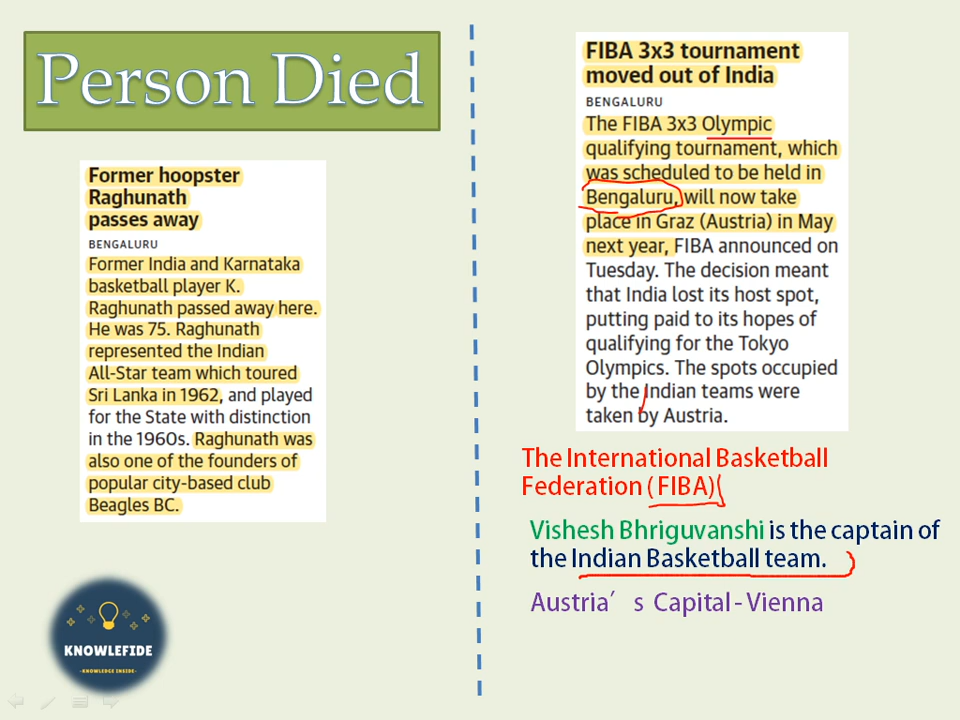 Person Died
Former hoopster
Raghunath
passes away
BENGALURU
Former India and Karnataka
basketball player K.
Raghunath passed away here.
He was 75. Raghunath
represented the Indian
All-Star team which toured
Sri Lanka in 1962, and played
for the State with distinction
in the 1960s. Raghunath was
also one of the founders of
popular city-based club
Beagles BC.
KNOWLEFIDE
-KNOWLEDGE INSIDE-
FIBA 3x3 tournament
moved out of India
BENGALURU
The FIBA 3x3 Olympic
qualifying tournament, which
was scheduled to be held in
Bengaluru, will now take
place in Graz (Austria) in May
next year, FIBA announced on
Tuesday. The decision meant
that India lost its host spot,
putting paid to its hopes of
qualifying for the Tokyo
Olympics. The spots occupied
by the Indian teams were
taken by Austria.
The International Basketball
Federation (FIBA)
Vishesh Bhriguvanshi is the captain of
the Indian Basketball team.
Austria's Capital - Vienna